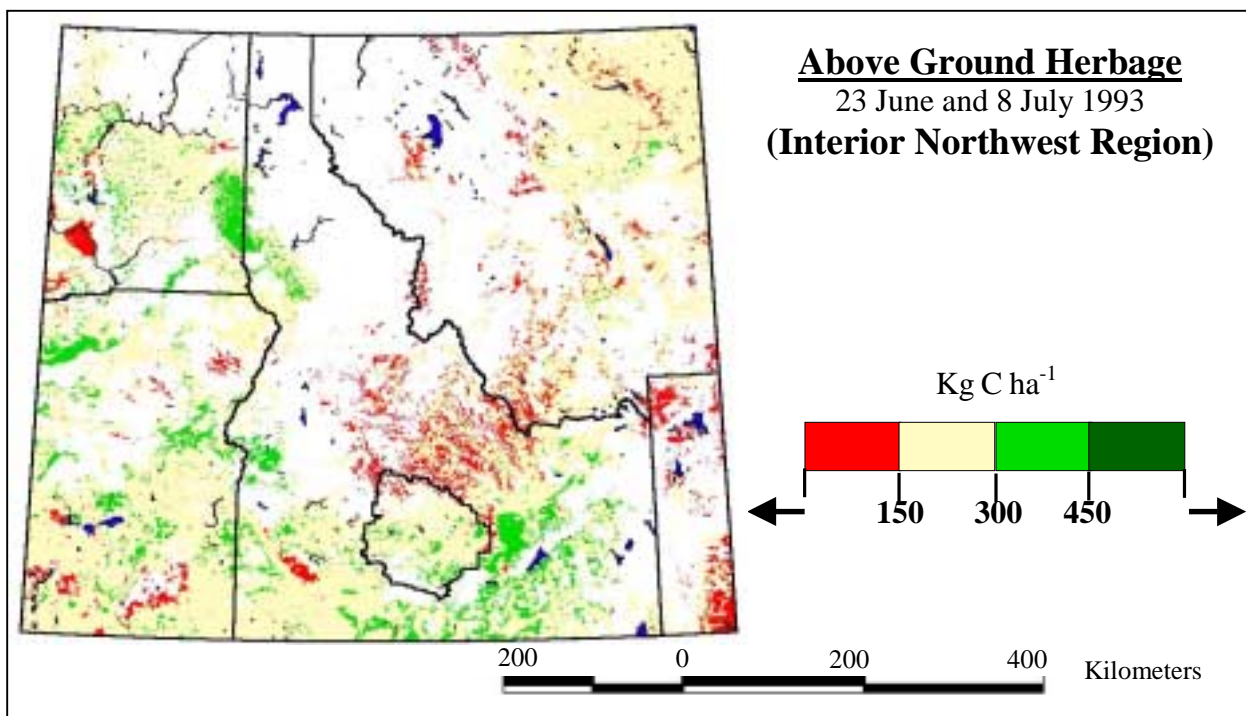 Above Ground Herbage
23 June and 8 July 1993
(Interior Northwest Region)
Kg C ha-1
150 300 450
200 0 200 400 Kilometers